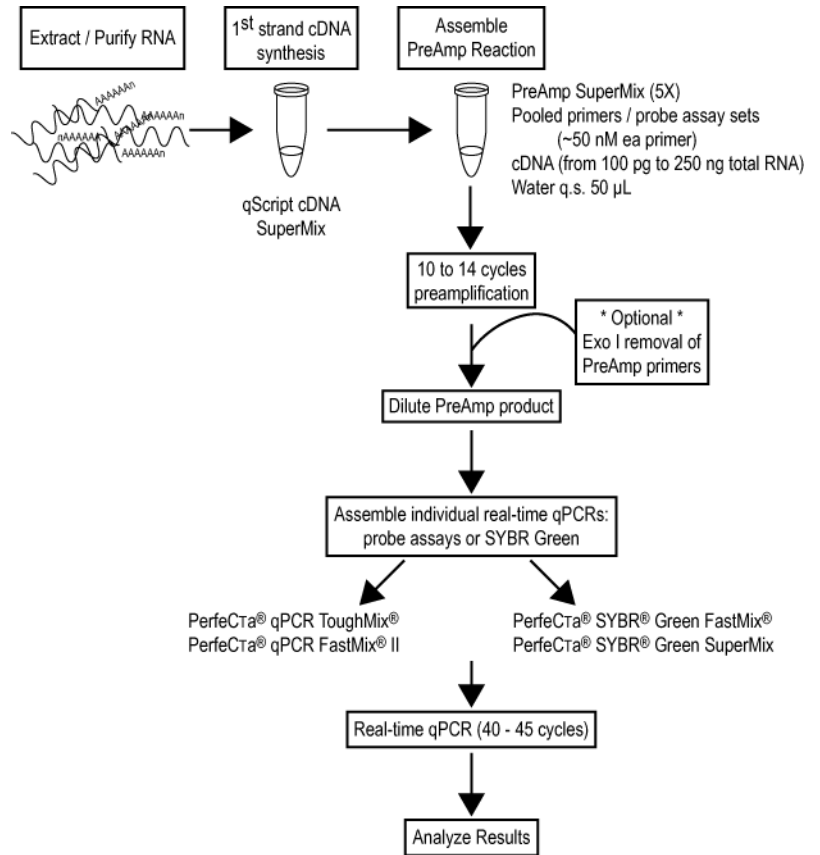 Extract / Purify RNA
1st strand cDNA
synthesis
Assemble
PreAmp Reaction
AAAAAAn
AAAAAAn
AAAAAAn
nAAAAAA
AAAAAAn
qScript cDNA
SuperMix
PreAmp SuperMix (5X)
Pooled primers / probe assay sets
(~50 nM ea primer)
cDNA (from 100 pg to 250 ng total RNA)
Water q.s. 50 µL
10 to 14 cycles
preamplification
* Optional *
Exo I removal of
PreAmp primers
Dilute PreAmp product
Assemble individual real-time qPCRs:
probe assays or SYBR Green
PerfeCTa® qPCR ToughMix®
PerfeCTa® qPCR FastMix® II
PerfeCTa® SYBR® Green FastMix®
PerfeCTa® SYBR® Green SuperMix
Real-time qPCR (40 - 45 cycles)
Analyze Results